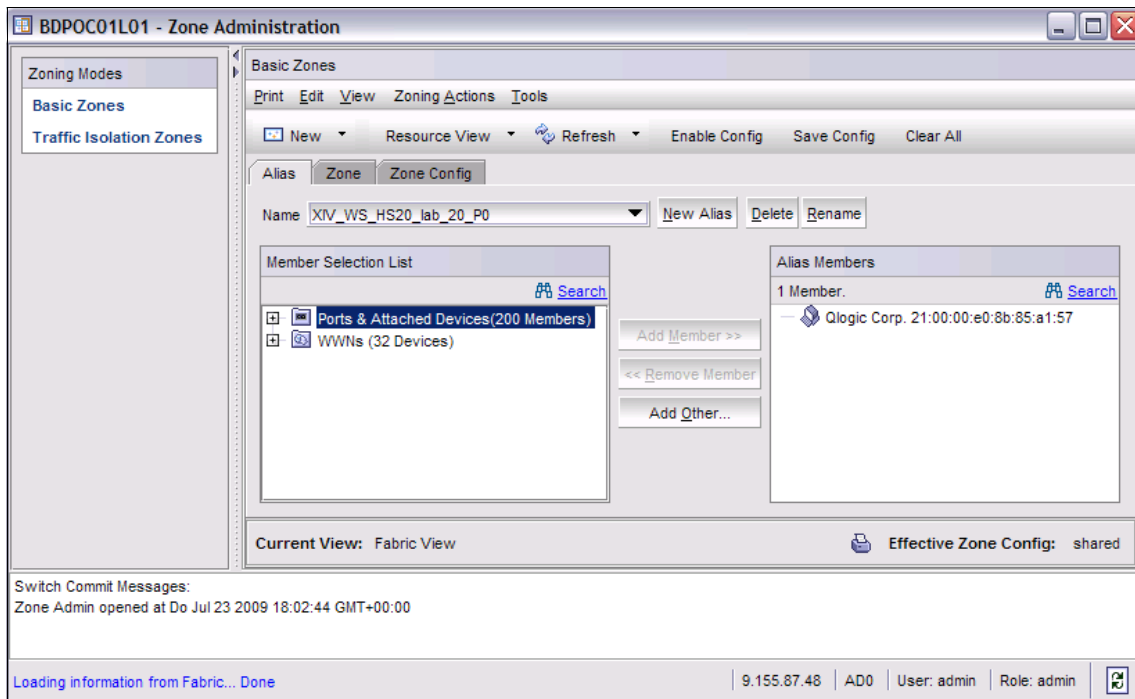 BDPOC01L01 - Zone Administration
Zoning Modes
Basic Zones
Traffic Isolation Zones
Basic Zones
Print Edit View Zoning Actions Tools
New Resource View Refresh Enable Config Save Config Clear All
Alias Zone Zone Config
Name XIV_WS_HS20_lab_20_P0 New Alias Delete Rename
Member Selection List
Search
Ports & Attached Devices(200 Members)
WWNs (32 Devices)
Add Member >>
<< Remove Member
Add Other...
Alias Members
1 Member. Search
Qlogic Corp. 21:00:00:e0:8b:85:a1:57
Current View: Fabric View Effective Zone Config: shared
Switch Commit Messages:
Zone Admin opened at Do Jul 23 2009 18:02:44 GMT+00:00
Loading information from Fabric... Done 9.155.87.48 AD0 User: admin Role: admin